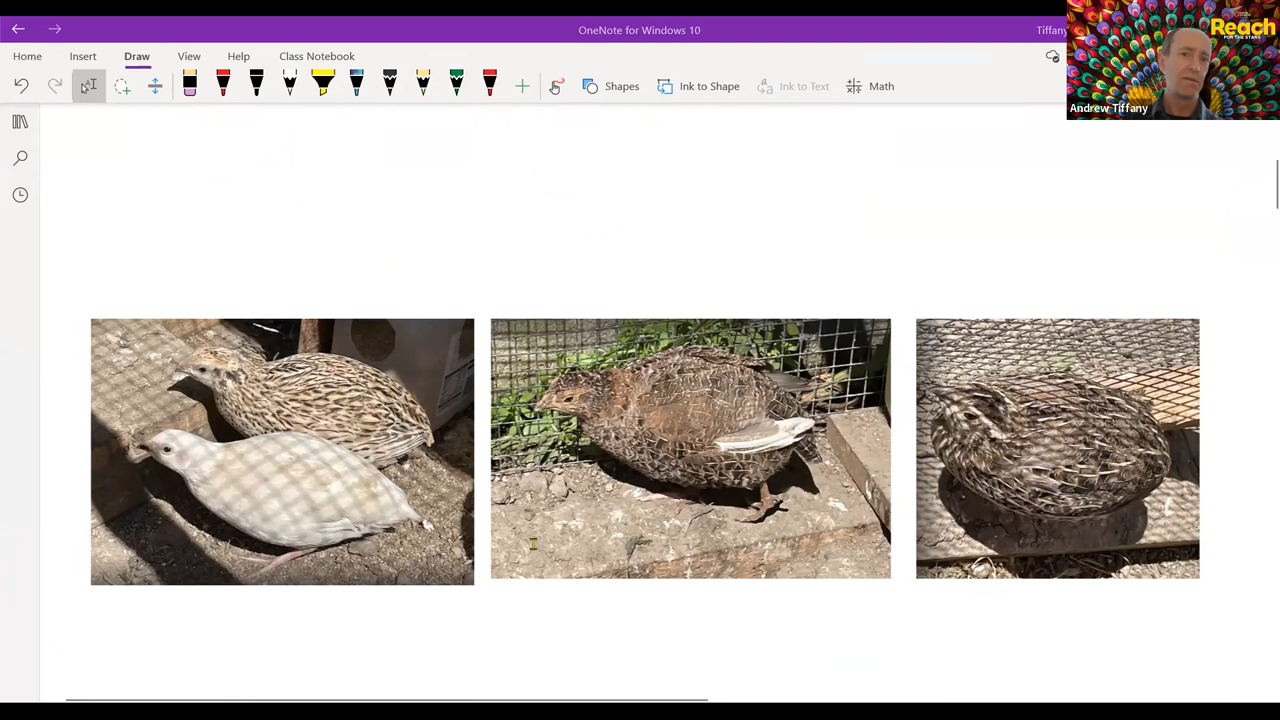 OneNote for Windows 10
Tiffany
Home Insert Draw View Help Class Notebook
Shapes Ink to Shape Ink to Text Math
Reach
FOR THE STARS
Andrew Tiffany